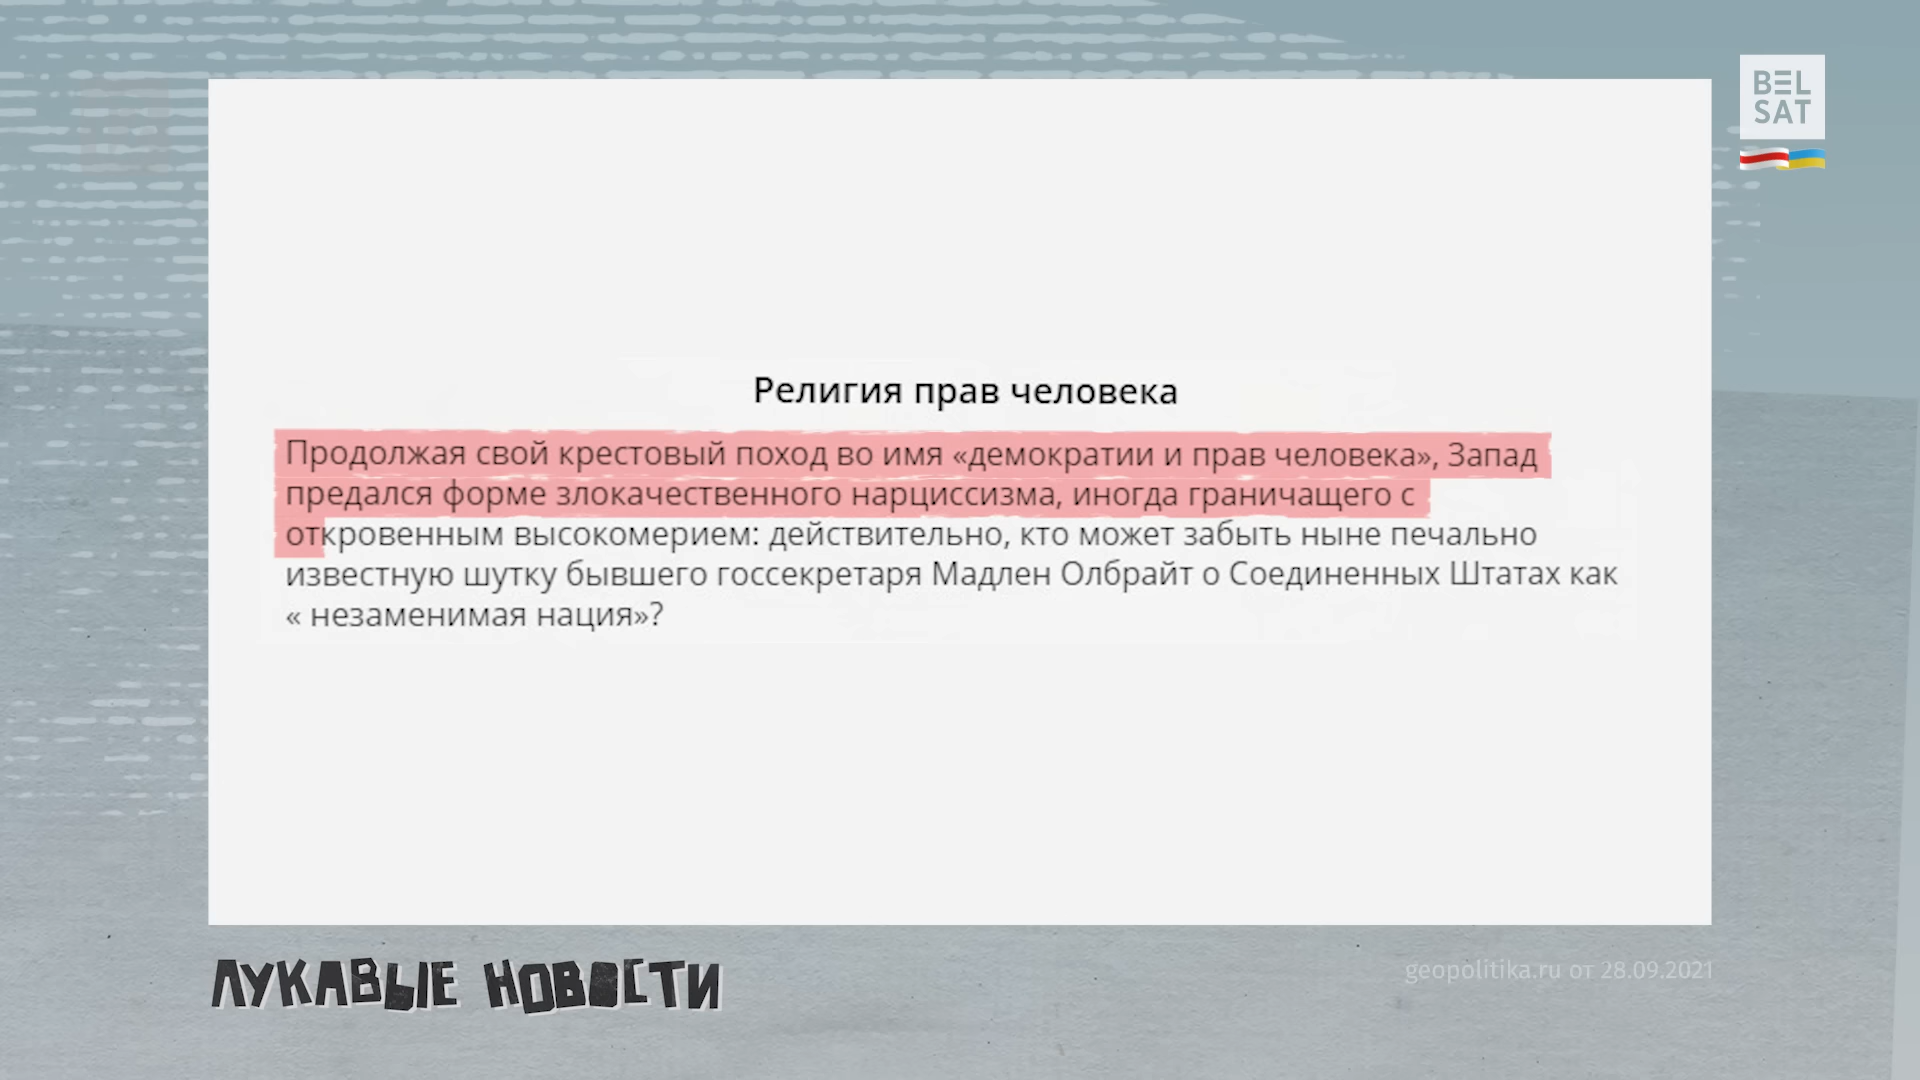 BEL
SAT
Религия прав человека
Продолжая свой крестовый поход во имя «демократии и прав человека», Запад
предался форме злокачественного нарциссизма, иногда граничащего с
откровенным высокомерием: действительно, кто может забыть ныне печально
известную шутку бывшего госсекретаря Мадлен Олбрайт о Соединенных Штатах как
« незаменимая нация»?
ЛУКАВЫЕ НОВОСТИ
geopolitika.ru от 28.09.2021